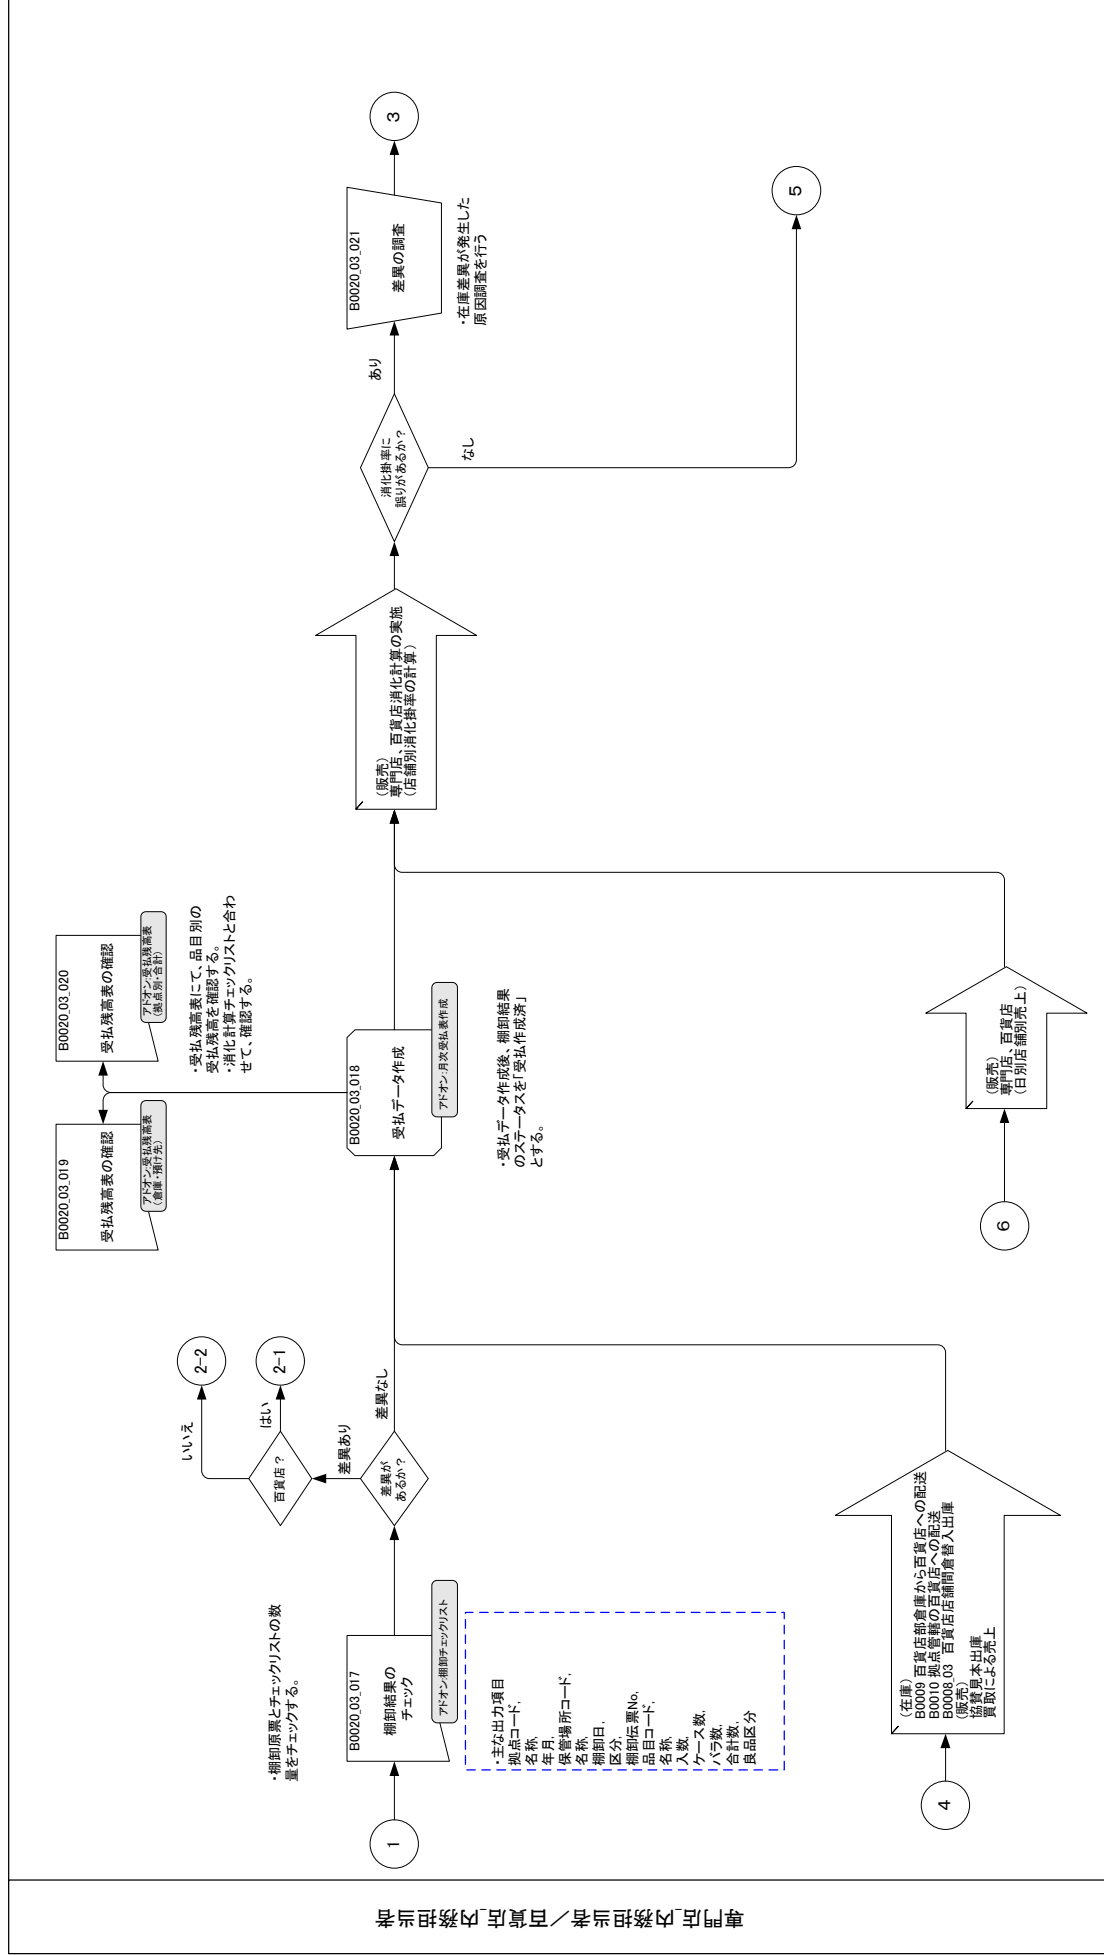 専門店_内務担当者／百貨店_内務担当者
1
・棚卸原票とチェックリストの数
量をチェックする。
B0020_03_017
棚卸結果の
チェック
アドオン:棚卸チェックリスト
・主な出力項目
拠点コード,
名称,
年月,
保管場所コード,
名称,
棚卸日,
区分,
棚卸伝票No,
品目コード,
名称,
入数,
ケース数,
バラ数,
合計数,
良品区分
差異が
あるか？
差異あり
差異なし
百貨店？
いいえ
はい
2-2
2-1
4
（在庫）
B0009 百貨店部倉庫から百貨店への配送
B0010 拠点管轄の百貨店への配送
B0008_03 百貨店店舗間倉替入出庫
（販売）
協賛見本出庫
買取による売上
B0020_03_019
受払残高表の確認
アドオン:受払残高表
（倉庫・預け先）
B0020_03_020
受払残高表の確認
アドオン:受払残高表
（拠点別・合計）
・受払残高表にて、品目別の
受払残高を確認する。
・消化計算チェックリストと合わ
せて、確認する。
B0020_03_018
受払データ作成
アドオン:月次受払表作成
・受払データ作成後、棚卸結果
のステータスを「受払作成済」
とする。
6
（販売）
専門店、百貨店
（日別店舗別売上）
（販売）
専門店、百貨店消化計算の実施
（店舗別消化掛率の計算）
消化掛率に
誤りがあるか？
あり
なし
B0020_03_021
差異の調査
・在庫差異が発生した
原因調査を行う
3
5